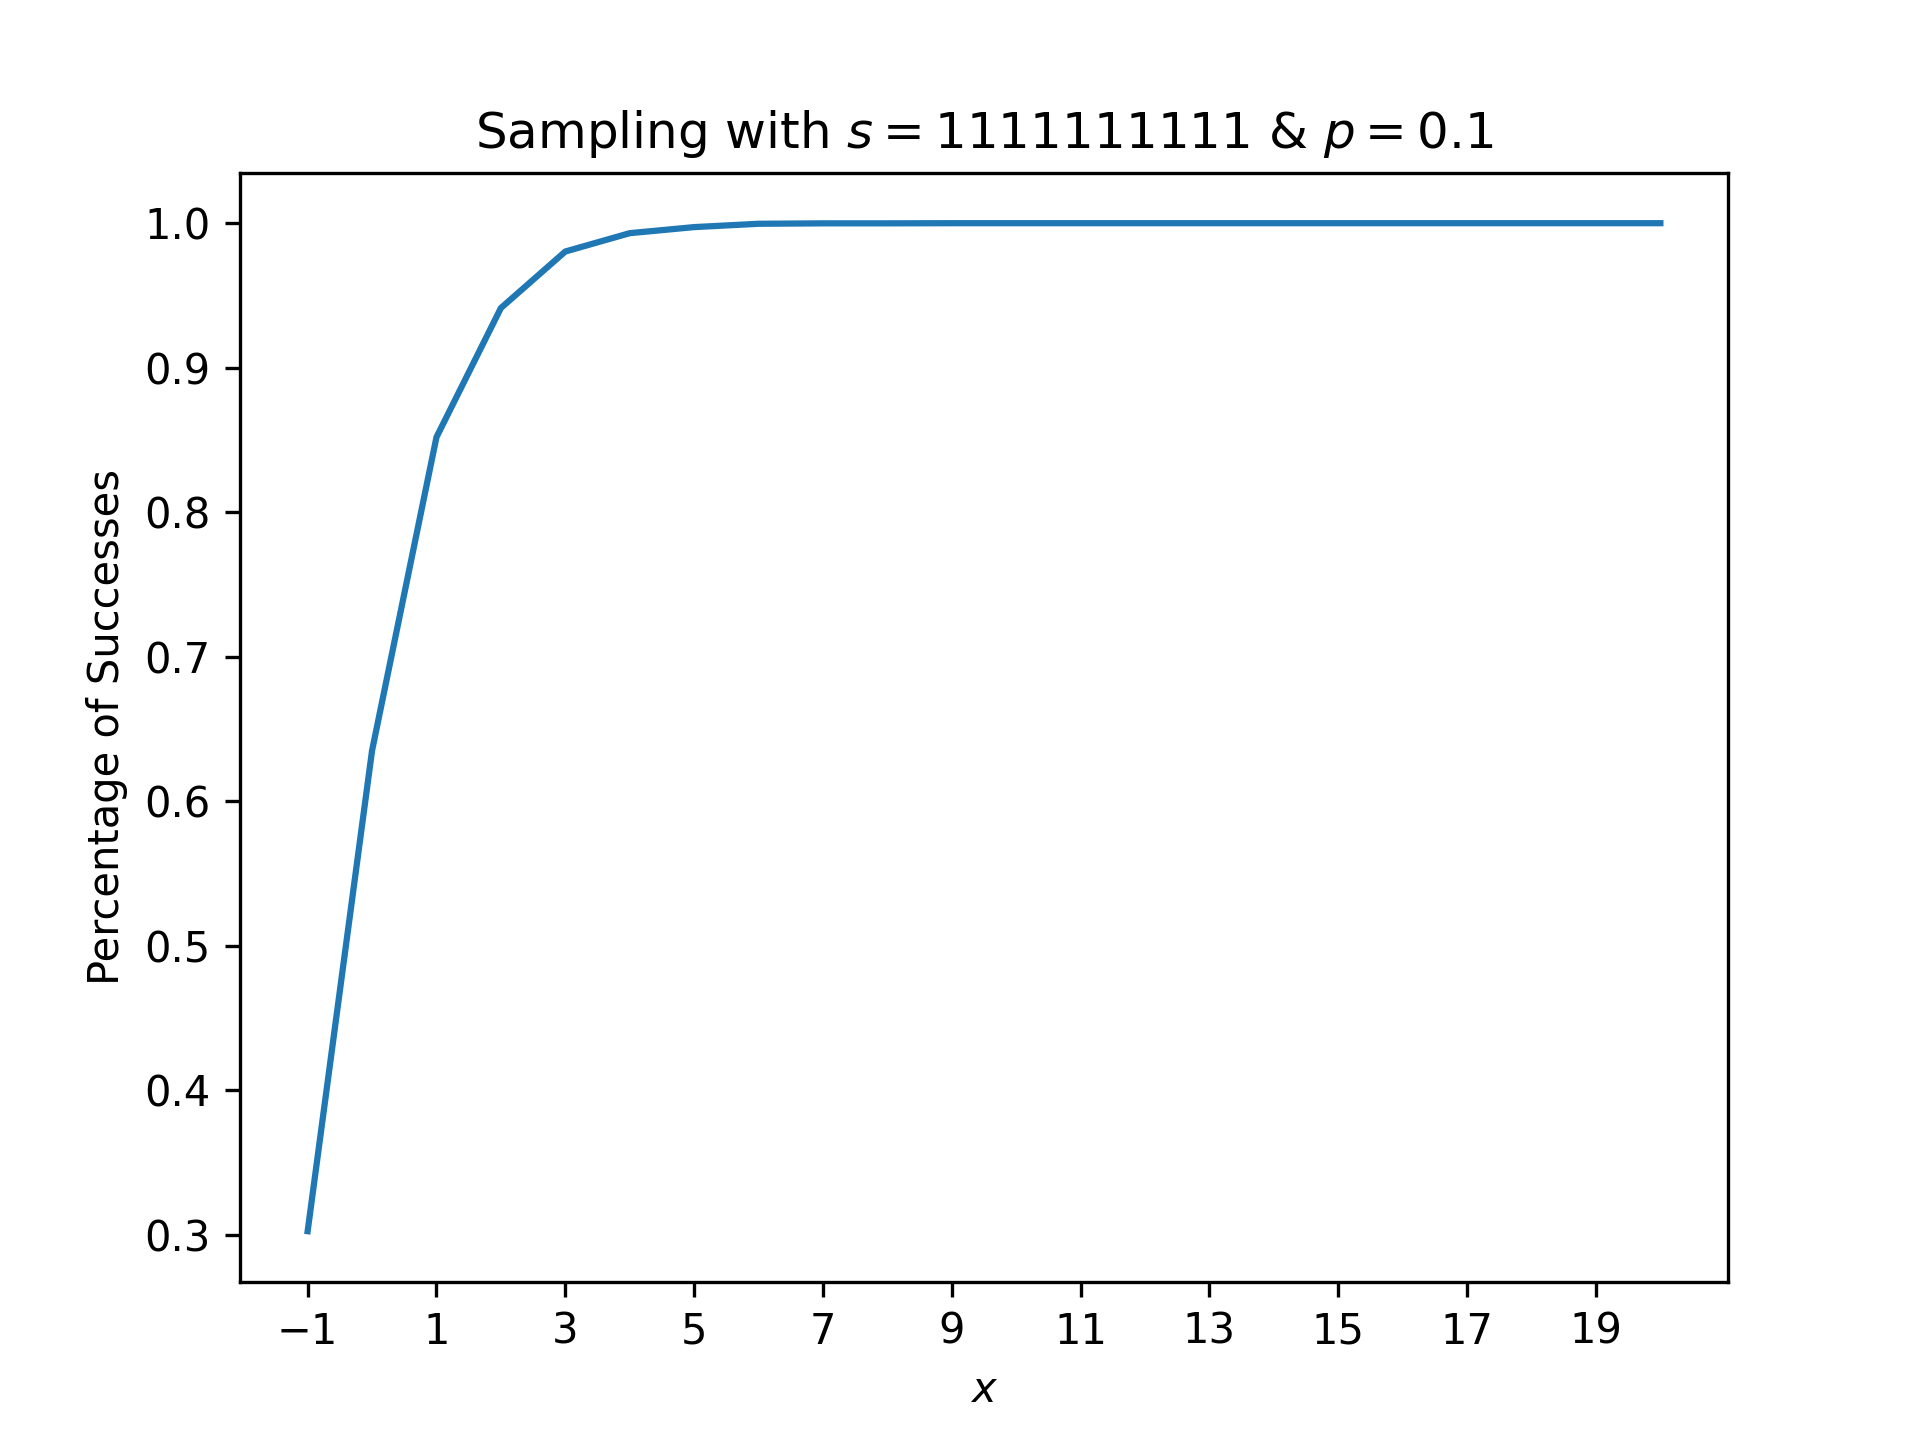 Sampling with s = 1111111111 & p = 0.1
1.0
0.9
0.8
0.7
0.6
0.5
0.4
0.3
Percentage of Successes
−1 1 3 5 7 9 11 13 15 17 19
x